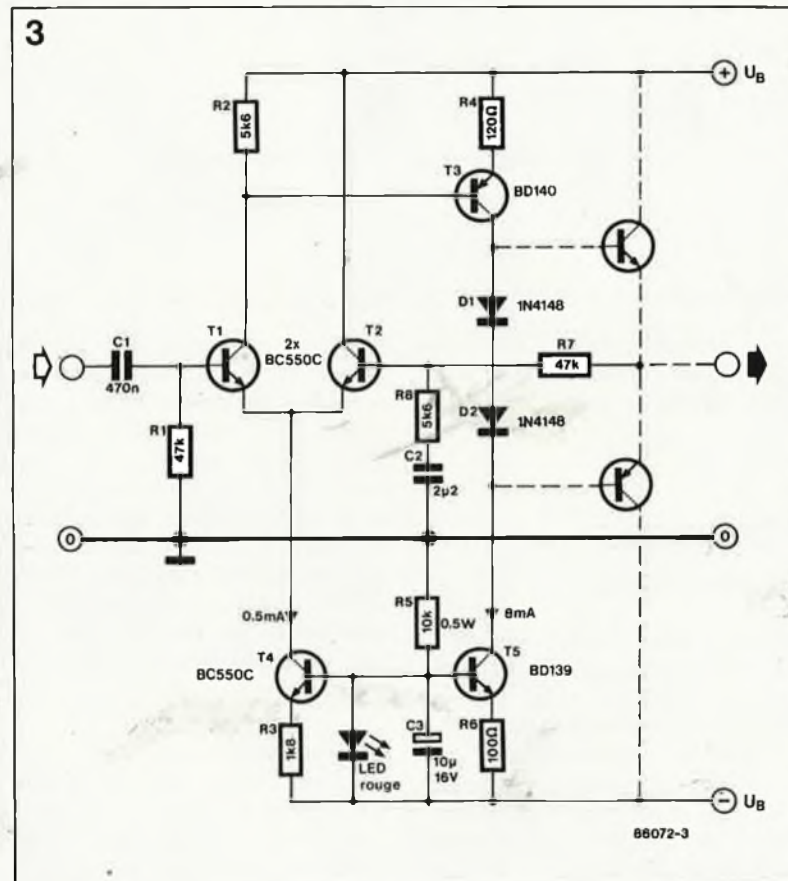 3
+ UB
R2
5k6
R4
120Ω
T3
BD140
D1
1N4148
C1
470n
T1
2x
BC550C
T2
R7
47k
R1
47k
R8
5k6
D2
1N4148
C2
2µ2
0
0
0.5mA
R5
10k
0.5W
8mA
T4
BC550C
T5
BD139
R3
1k8
LED
rouge
C3
10µ
16V
R6
100Ω
− UB
86072-3